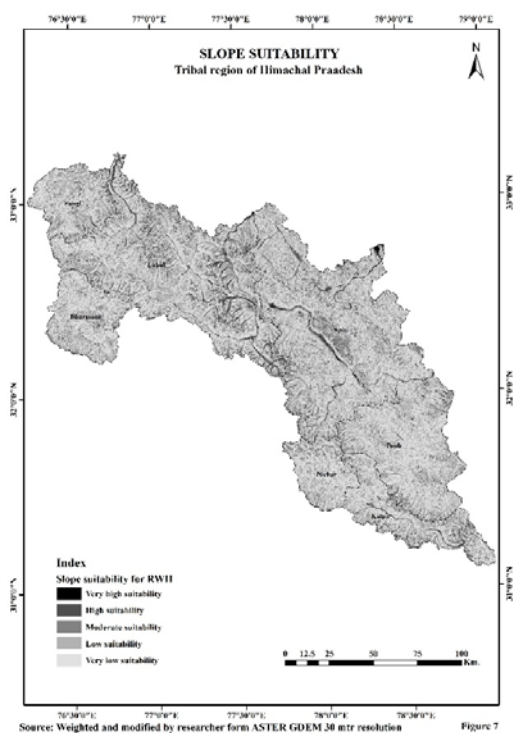 76°30'0"E 77°0'0"E 77°30'0"E 78°0'0"E 78°30'0"E 79°0'0"E
SLOPE SUITABILITY
Tribal region of Himachal Praadesh
N
33°0'0"N 33°0'0"N
Pangi
Lahul
Bharmour
Spiti
32°0'0"N 32°0'0"N
Pooh
Nichar
Kalpa
31°0'0"N 31°0'0"N
Index
Slope suitability for RWH
Very high suitability
High suitability
Moderate suitability
Low suitability
Very low suitability
0 12.5 25 50 75 100
Km.
76°30'0"E 77°0'0"E 77°30'0"E 78°0'0"E 78°30'0"E
Source: Weighted and modified by researcher form ASTER GDEM 30 mtr resolution Figure 7